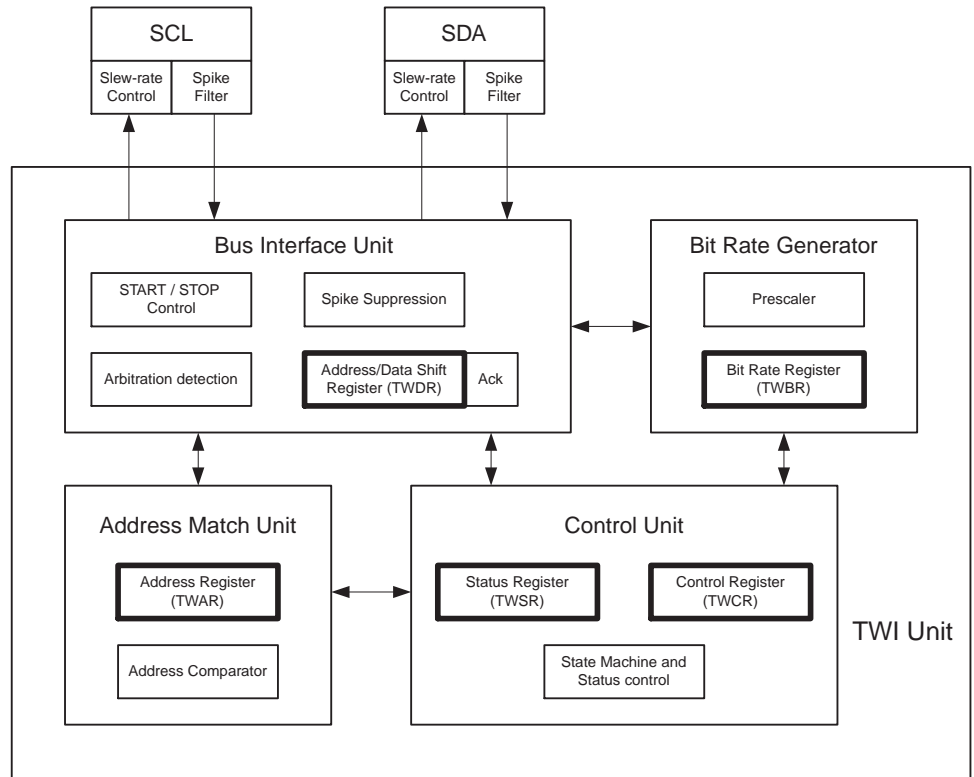 SCL
Slew-rate
Control
Spike
Filter
SDA
Slew-rate
Control
Spike
Filter
Bus Interface Unit
START / STOP
Control
Spike Suppression
Arbitration detection
Address/Data Shift
Register (TWDR)
Ack
Bit Rate Generator
Prescaler
Bit Rate Register
(TWBR)
Address Match Unit
Address Register
(TWAR)
Address Comparator
Control Unit
Status Register
(TWSR)
Control Register
(TWCR)
State Machine and
Status control
TWI Unit